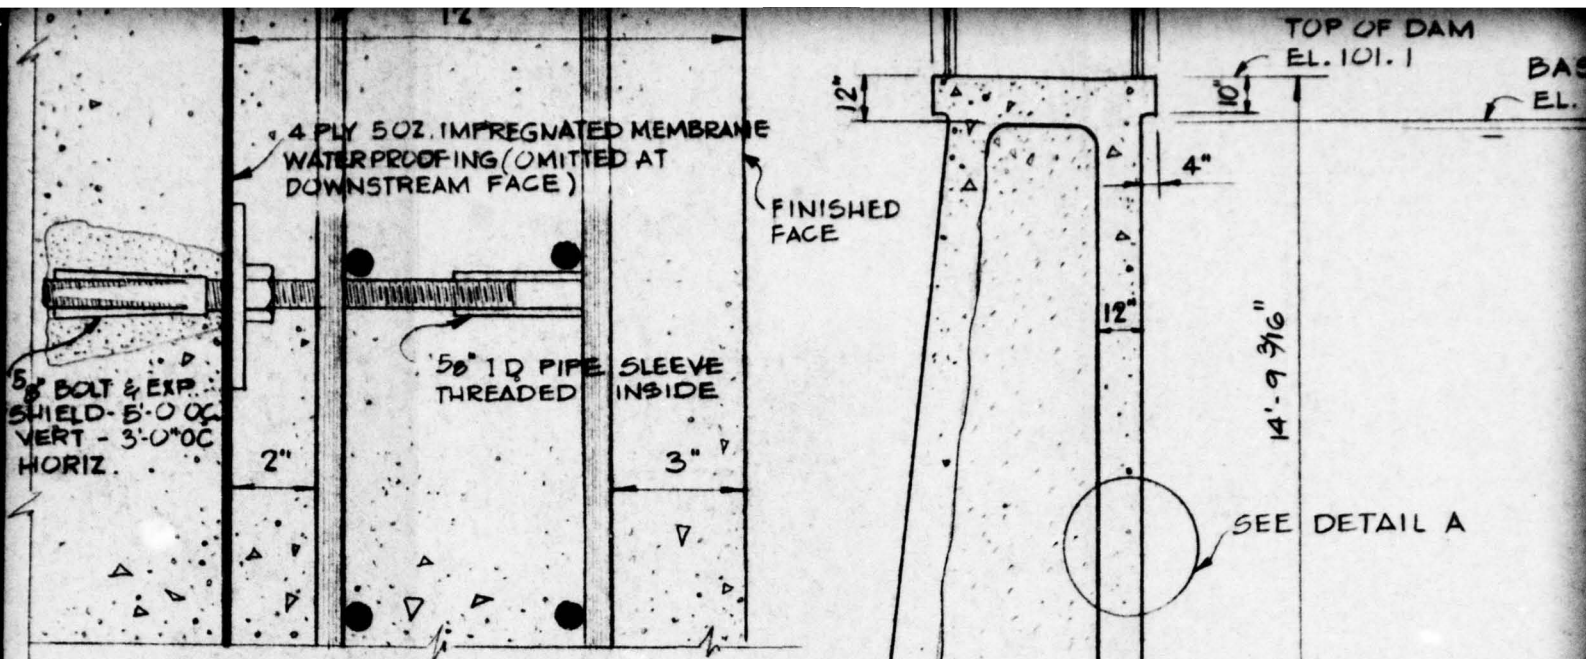 12"
4 PLY 5 OZ. IMPREGNATED MEMBRANE
WATERPROOFING (OMITTED AT
DOWNSTREAM FACE)
FINISHED
FACE
5/8" I D PIPE SLEEVE
THREADED INSIDE
5/8" BOLT & EXP.
SHIELD - 5'-0 OC
VERT - 3'-0" OC
HORIZ.
2"
3"
TOP OF DAM
EL. 101.1
BAS
EL.
12"
10"
4"
12"
14'-9 3/16"
SEE DETAIL A